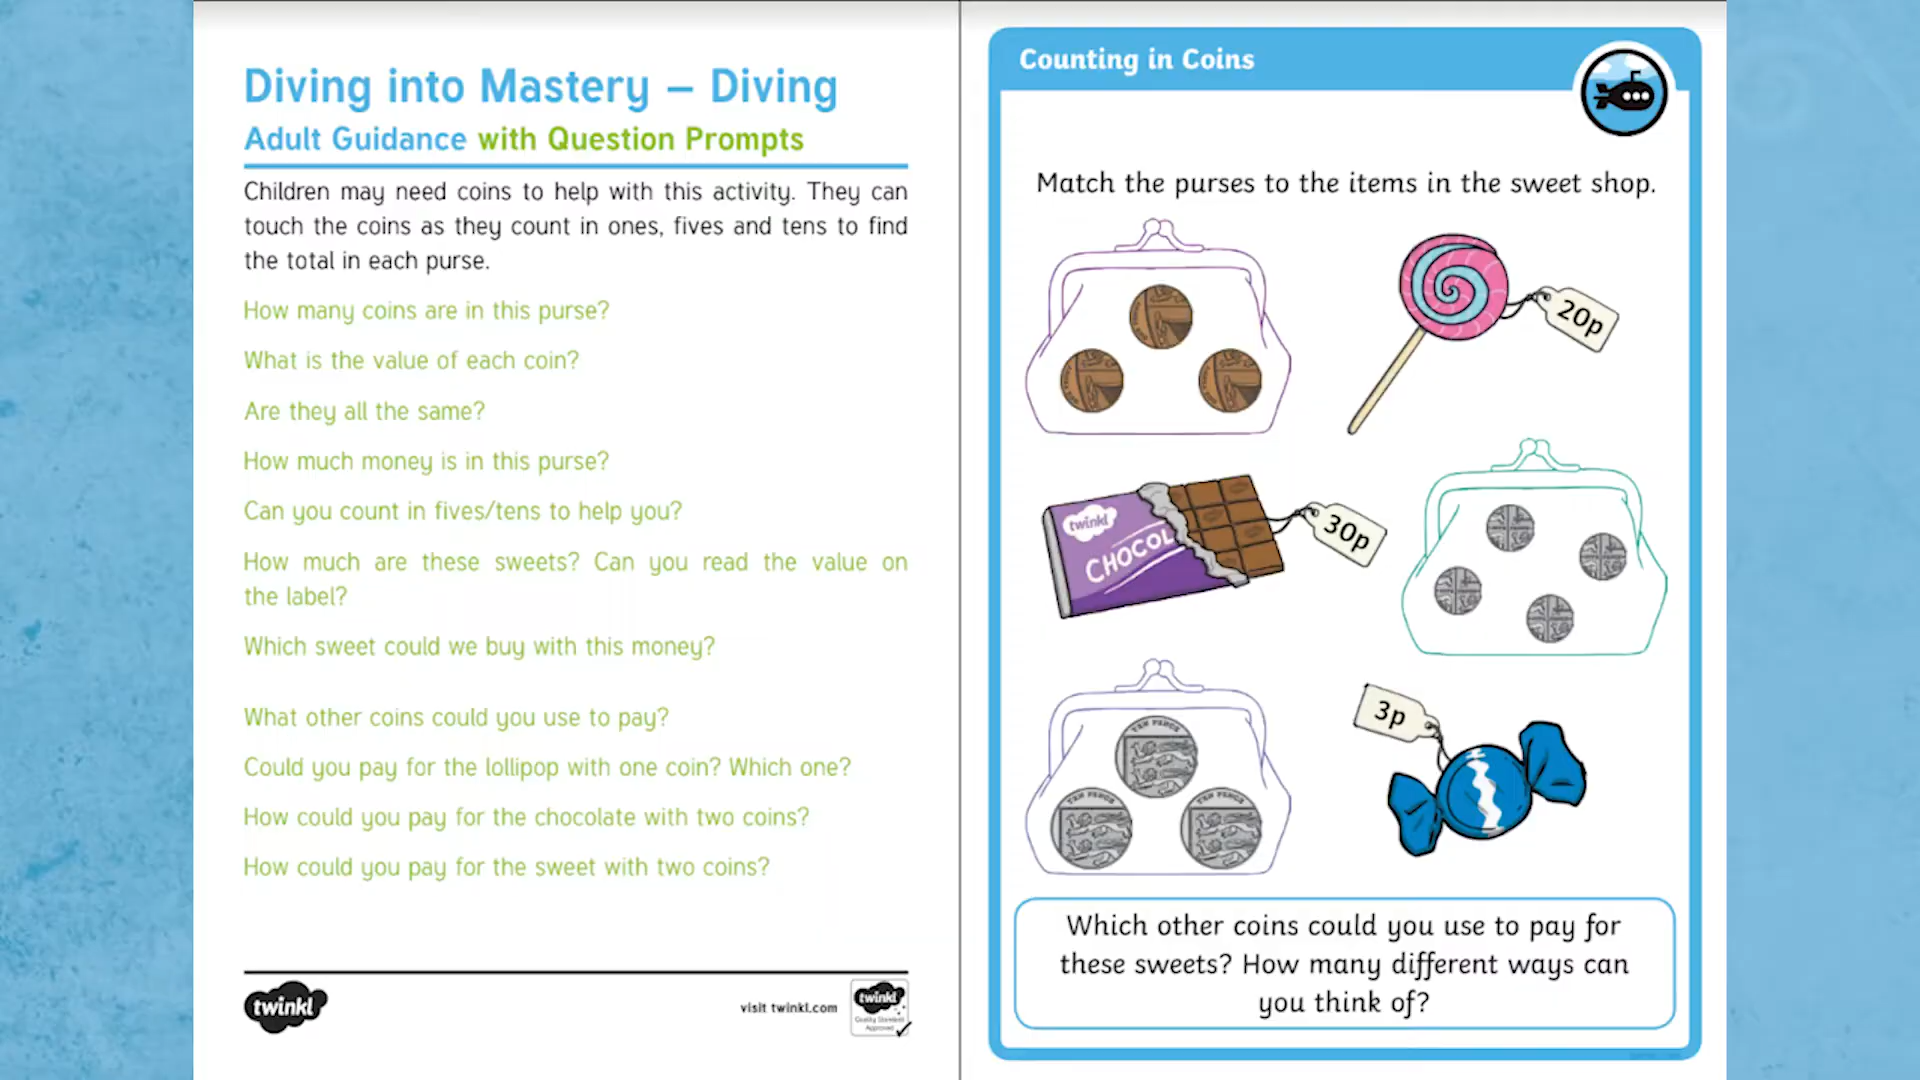 Diving into Mastery – Diving
Adult Guidance with Question Prompts
Children may need coins to help with this activity. They can
touch the coins as they count in ones, fives and tens to find
the total in each purse.
How many coins are in this purse?
What is the value of each coin?
Are they all the same?
How much money is in this purse?
Can you count in fives/tens to help you?
How much are these sweets? Can you read the value on
the label?
Which sweet could we buy with this money?
What other coins could you use to pay?
Could you pay for the lollipop with one coin? Which one?
How could you pay for the chocolate with two coins?
How could you pay for the sweet with two coins?
twinkl
visit twinkl.com
twinkl
Quality Standard
Approved
Counting in Coins
Match the purses to the items in the sweet shop.
20p
twinkl
CHOCOL
30p
3p
TEN PENCE
TEN PENCE
TEN PENCE
Which other coins could you use to pay for
these sweets? How many different ways can
you think of?